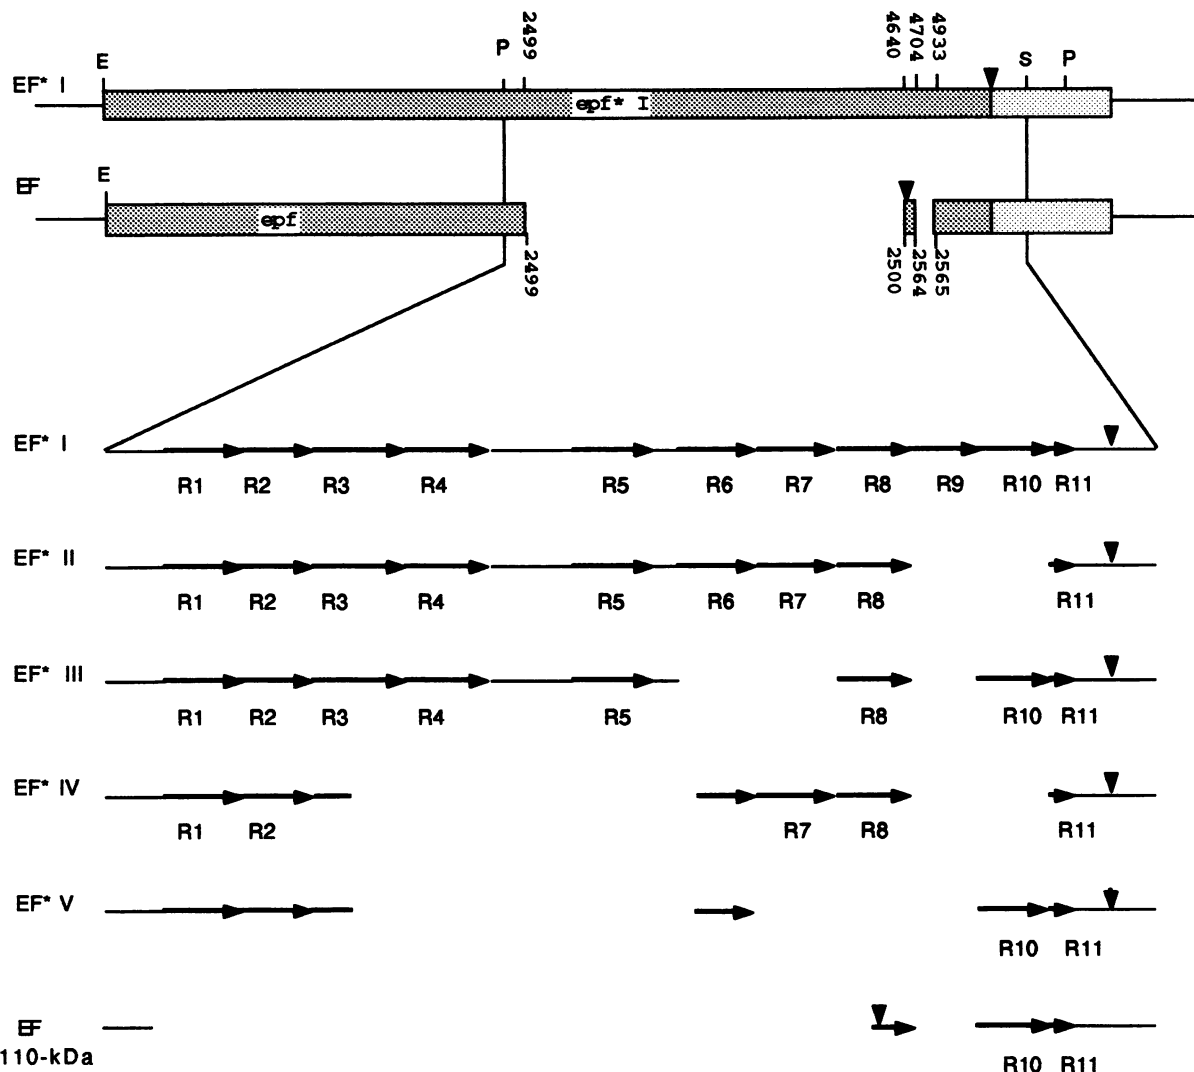 E P 2499 4640 4704 4933 S P
EF* I epf* I
E
EF epf
2499 2500 2564 2565
EF* I
R1 R2 R3 R4 R5 R6 R7 R8 R9 R10 R11
EF* II
R1 R2 R3 R4 R5 R6 R7 R8 R11
EF* III
R1 R2 R3 R4 R5 R8 R10 R11
EF* IV
R1 R2 R7 R8 R11
EF* V
R10 R11
EF
110-kDa
R10 R11